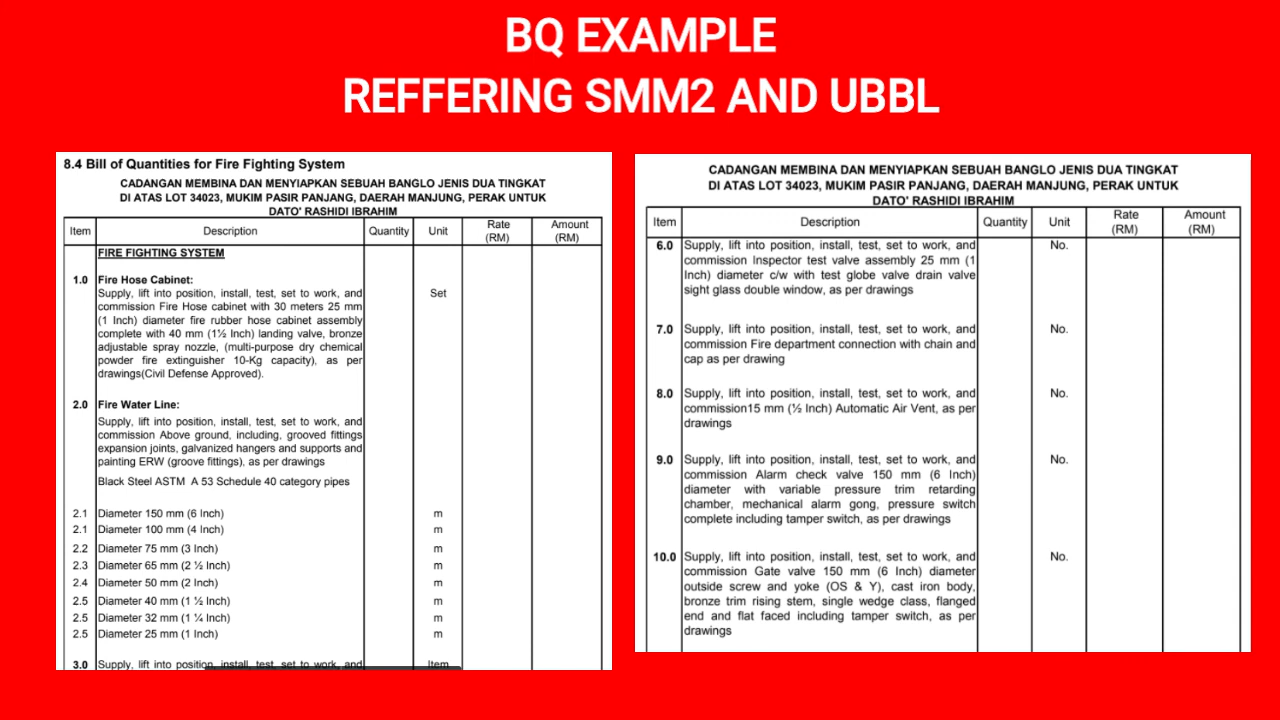 BQ EXAMPLE
REFFERING SMM2 AND UBBL
8.4 Bill of Quantities for Fire Fighting System
CADANGAN MEMBINA DAN MENYIAPKAN SEBUAH BANGLO JENIS DUA TINGKAT
DI ATAS LOT 34023, MUKIM PASIR PANJANG, DAERAH MANJUNG, PERAK UNTUK
DATO' RASHIDI IBRAHIM
Item Description Quantity Unit Rate (RM) Amount (RM)
FIRE FIGHTING SYSTEM
1.0 Fire Hose Cabinet:
Supply, lift into position, install, test, set to work, and Set
commission Fire Hose cabinet with 30 meters 25 mm
(1 Inch) diameter fire rubber hose cabinet assembly
complete with 40 mm (1½ Inch) landing valve, bronze
adjustable spray nozzle, (multi-purpose dry chemical
powder fire extinguisher 10-Kg capacity), as per
drawings(Civil Defense Approved).
2.0 Fire Water Line:
Supply, lift into position, install, test, set to work, and
commission Above ground, including, grooved fittings
expansion joints, galvanized hangers and supports and
painting ERW (groove fittings), as per drawings
Black Steel ASTM A 53 Schedule 40 category pipes
2.1 Diameter 150 mm (6 Inch) m
2.1 Diameter 100 mm (4 Inch) m
2.2 Diameter 75 mm (3 Inch) m
2.3 Diameter 65 mm (2 ½ Inch) m
2.4 Diameter 50 mm (2 Inch) m
2.5 Diameter 40 mm (1 ½ Inch) m
2.5 Diameter 32 mm (1 ¼ Inch) m
2.5 Diameter 25 mm (1 Inch) m
3.0 Supply, lift into position, install, test, set to work, and Item
CADANGAN MEMBINA DAN MENYIAPKAN SEBUAH BANGLO JENIS DUA TINGKAT
DI ATAS LOT 34023, MUKIM PASIR PANJANG, DAERAH MANJUNG, PERAK UNTUK
DATO' RASHIDI IBRAHIM
Item Description Quantity Unit Rate (RM) Amount (RM)
6.0 Supply, lift into position, install, test, set to work, and No.
commission Inspector test valve assembly 25 mm (1
Inch) diameter c/w with test globe valve drain valve
sight glass double window, as per drawings
7.0 Supply, lift into position, install, test, set to work, and No.
commission Fire department connection with chain and
cap as per drawing
8.0 Supply, lift into position, install, test, set to work, and No.
commission15 mm (½ Inch) Automatic Air Vent, as per
drawings
9.0 Supply, lift into position, install, test, set to work, and No.
commission Alarm check valve 150 mm (6 Inch)
diameter with variable pressure trim retarding
chamber, mechanical alarm gong, pressure switch
complete including tamper switch, as per drawings
10.0 Supply, lift into position, install, test, set to work, and No.
commission Gate valve 150 mm (6 Inch) diameter
outside screw and yoke (OS & Y), cast iron body,
bronze trim rising stem, single wedge class, flanged
end and flat faced including tamper switch, as per
drawings